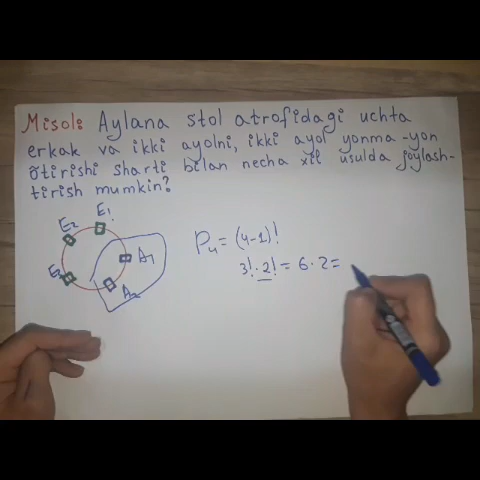 Misol: Aylana stol atrofidagi uchta
erkak va ikki ayolni, ikki ayol yonma-yon
õtirishi sharti bilan necha xil usulda joylash-
tirish mumkin?
E1
E2
E3
A1
A2
P4 = (4-1)!
3! · 2! = 6 · 2 =